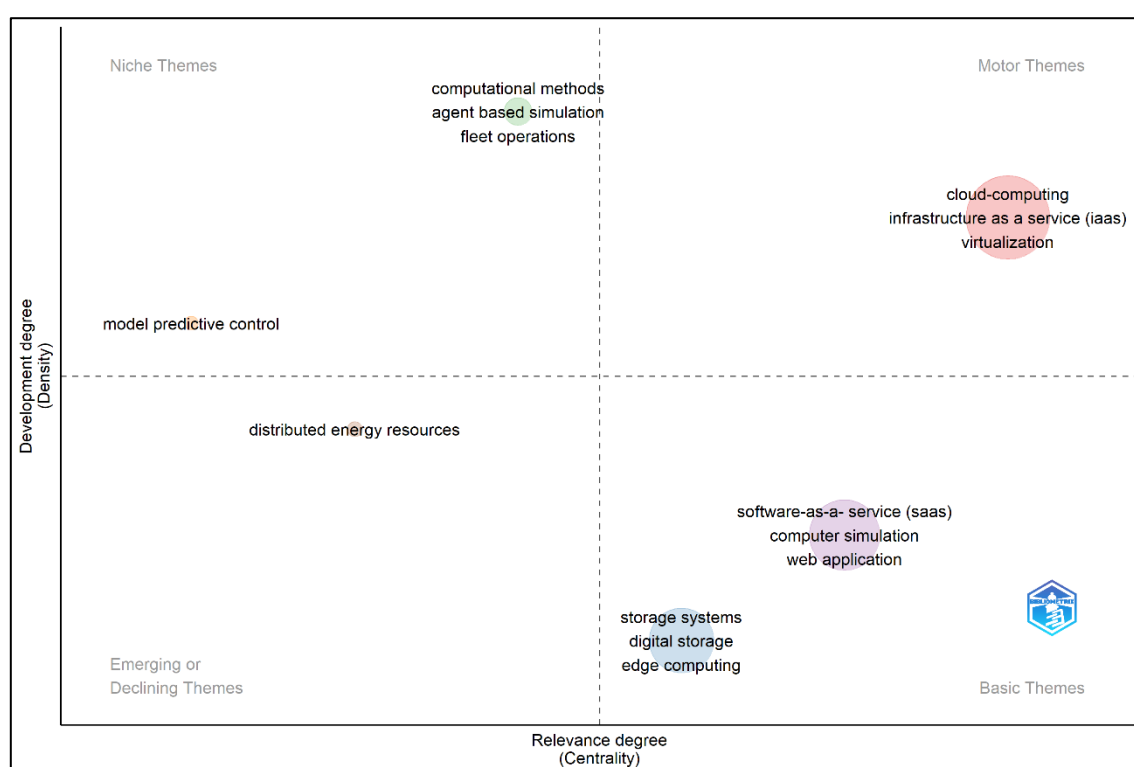 Niche Themes
Motor Themes
computational methods
agent based simulation
fleet operations
cloud-computing
infrastructure as a service (iaas)
virtualization
model predictive control
Development degree
(Density)
distributed energy resources
software-as-a- service (saas)
computer simulation
web application
BIBLIOMETRIX
storage systems
digital storage
edge computing
Emerging or
Declining Themes
Basic Themes
Relevance degree
(Centrality)